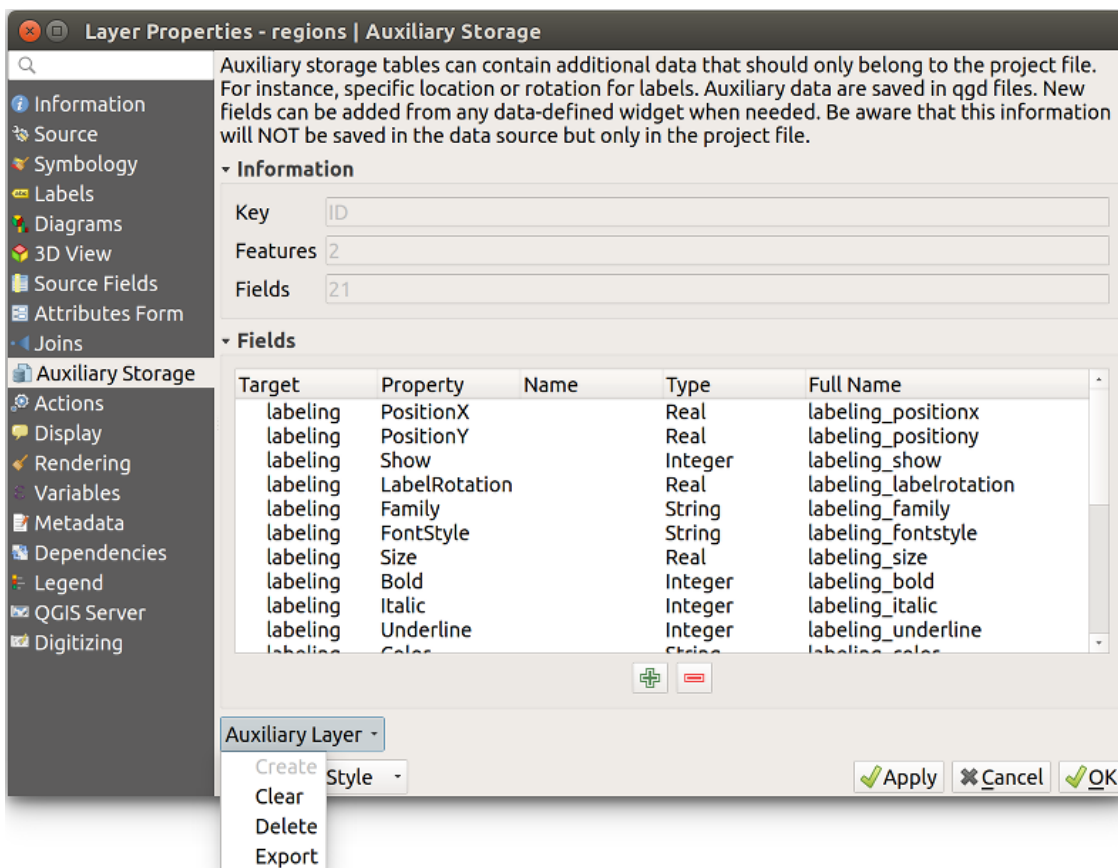 Layer Properties - regions | Auxiliary Storage
Information
Source
Symbology
Labels
Diagrams
3D View
Source Fields
Attributes Form
Joins
Auxiliary Storage
Actions
Display
Rendering
Variables
Metadata
Dependencies
Legend
QGIS Server
Digitizing
Auxiliary storage tables can contain additional data that should only belong to the project file.
For instance, specific location or rotation for labels. Auxiliary data are saved in qgd files. New
fields can be added from any data-defined widget when needed. Be aware that this information
will NOT be saved in the data source but only in the project file.
Information
Key ID
Features 2
Fields 21
Fields
Target Property Name Type Full Name
labeling PositionX Real labeling_positionx
labeling PositionY Real labeling_positiony
labeling Show Integer labeling_show
labeling LabelRotation Real labeling_labelrotation
labeling Family String labeling_family
labeling FontStyle String labeling_fontstyle
labeling Size Real labeling_size
labeling Bold Integer labeling_bold
labeling Italic Integer labeling_italic
labeling Underline Integer labeling_underline
labeling Color String labeling_color
Auxiliary Layer
Create
Clear
Delete
Export
Style
Apply Cancel OK